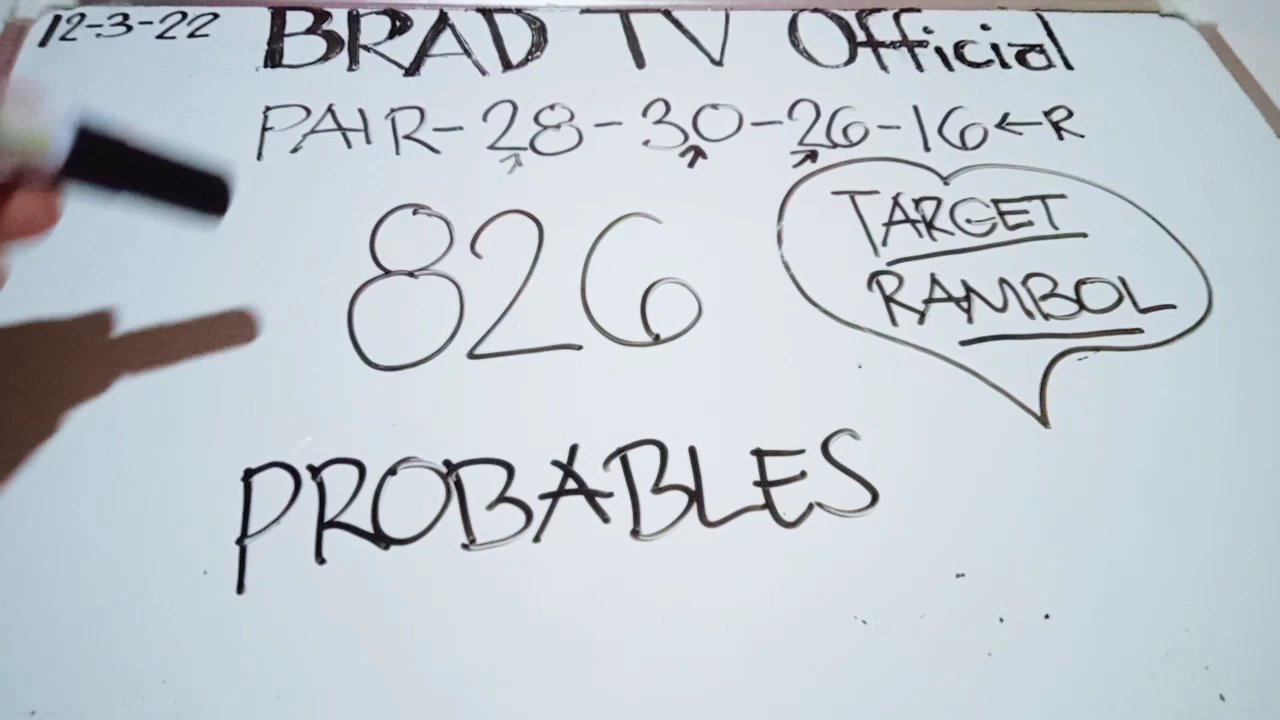 12-3-22 BRAD TV Official
PAIR-28-30-26-16←R
826
TARGET
RAMBOL
PROBABLES